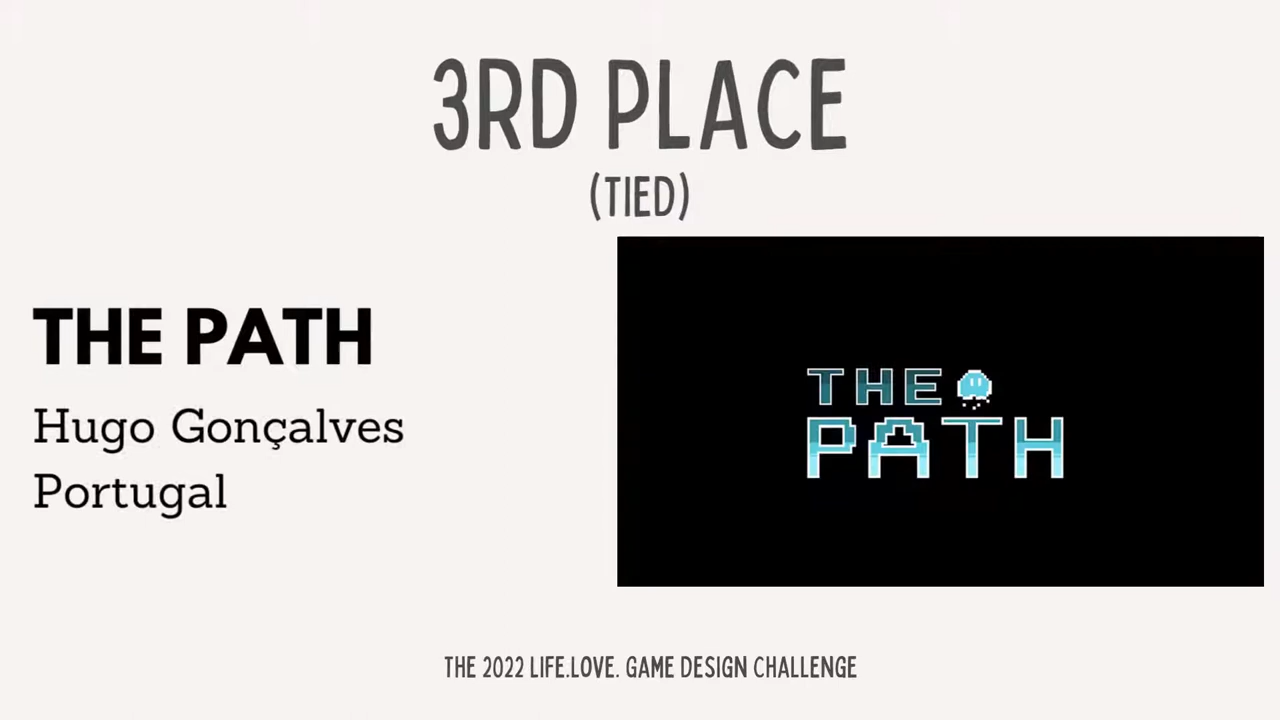 3RD PLACE
(TIED)
THE PATH
Hugo Gonçalves
Portugal
THE
PATH
THE 2022 LIFE.LOVE. GAME DESIGN CHALLENGE